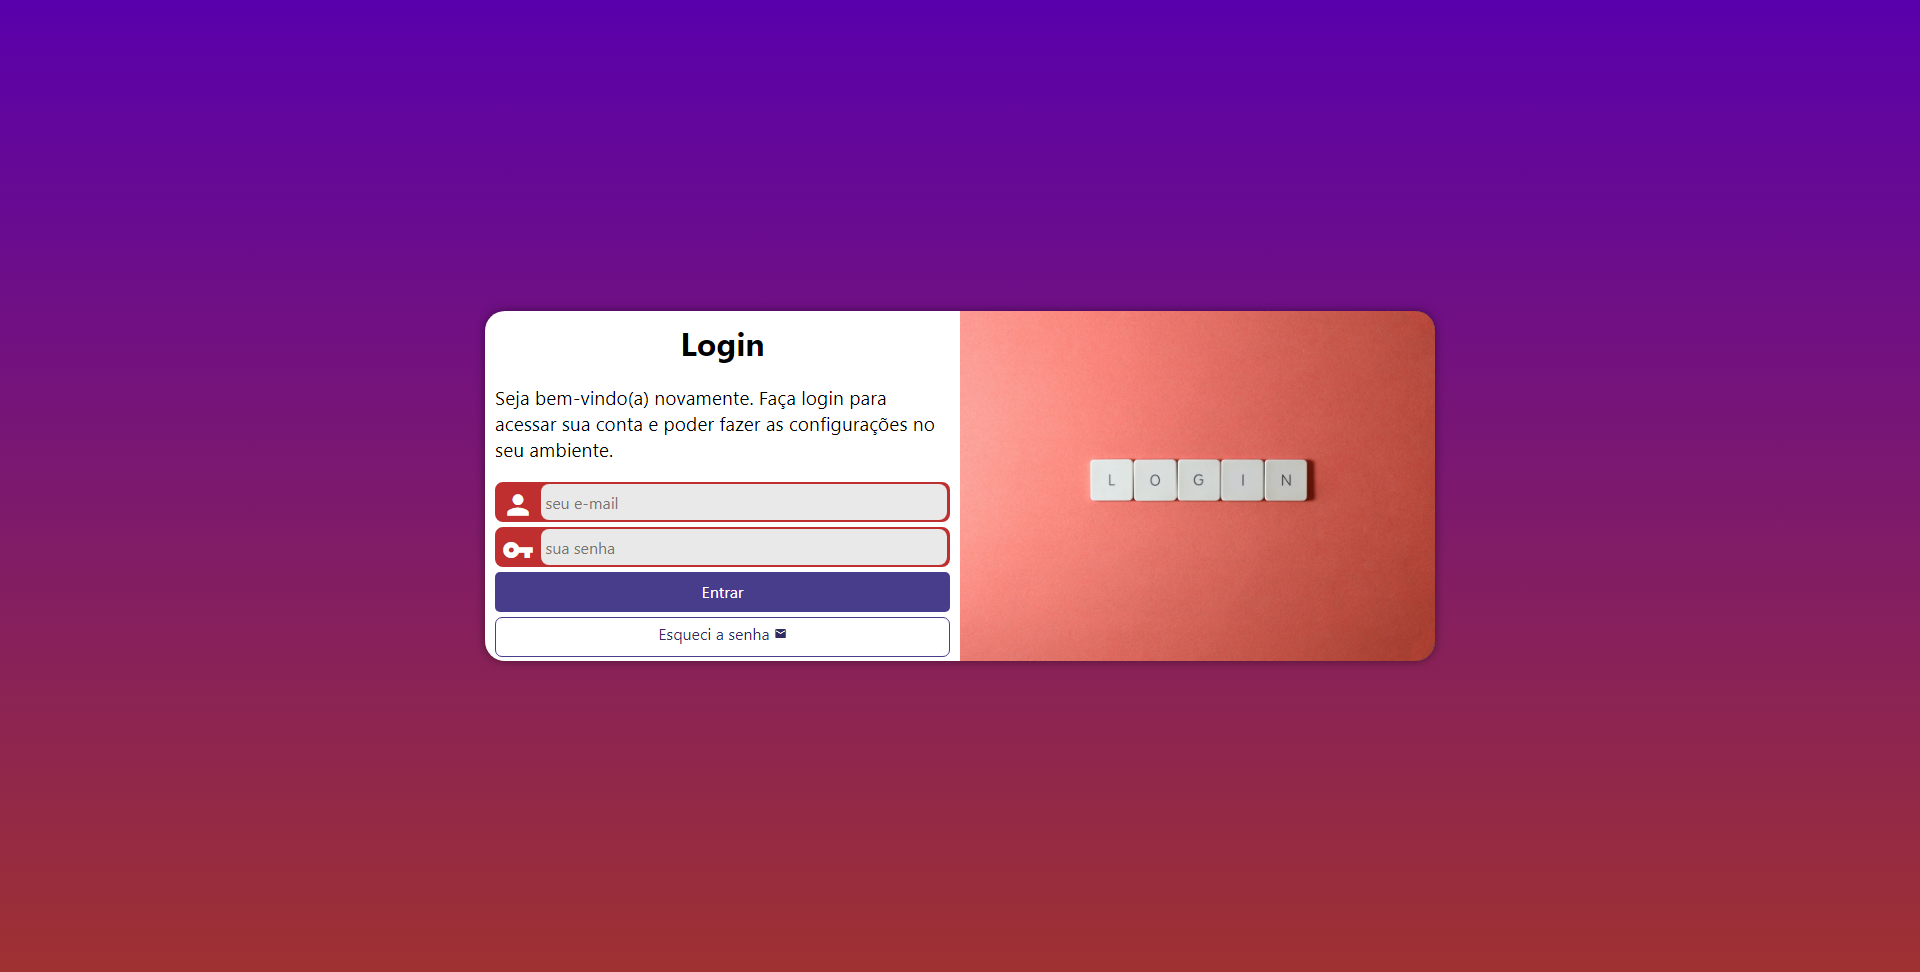 Login
Seja bem-vindo(a) novamente. Faça login para
acessar sua conta e poder fazer as configurações no
seu ambiente.
seu e-mail
sua senha
Entrar
Esqueci a senha
LOGIN